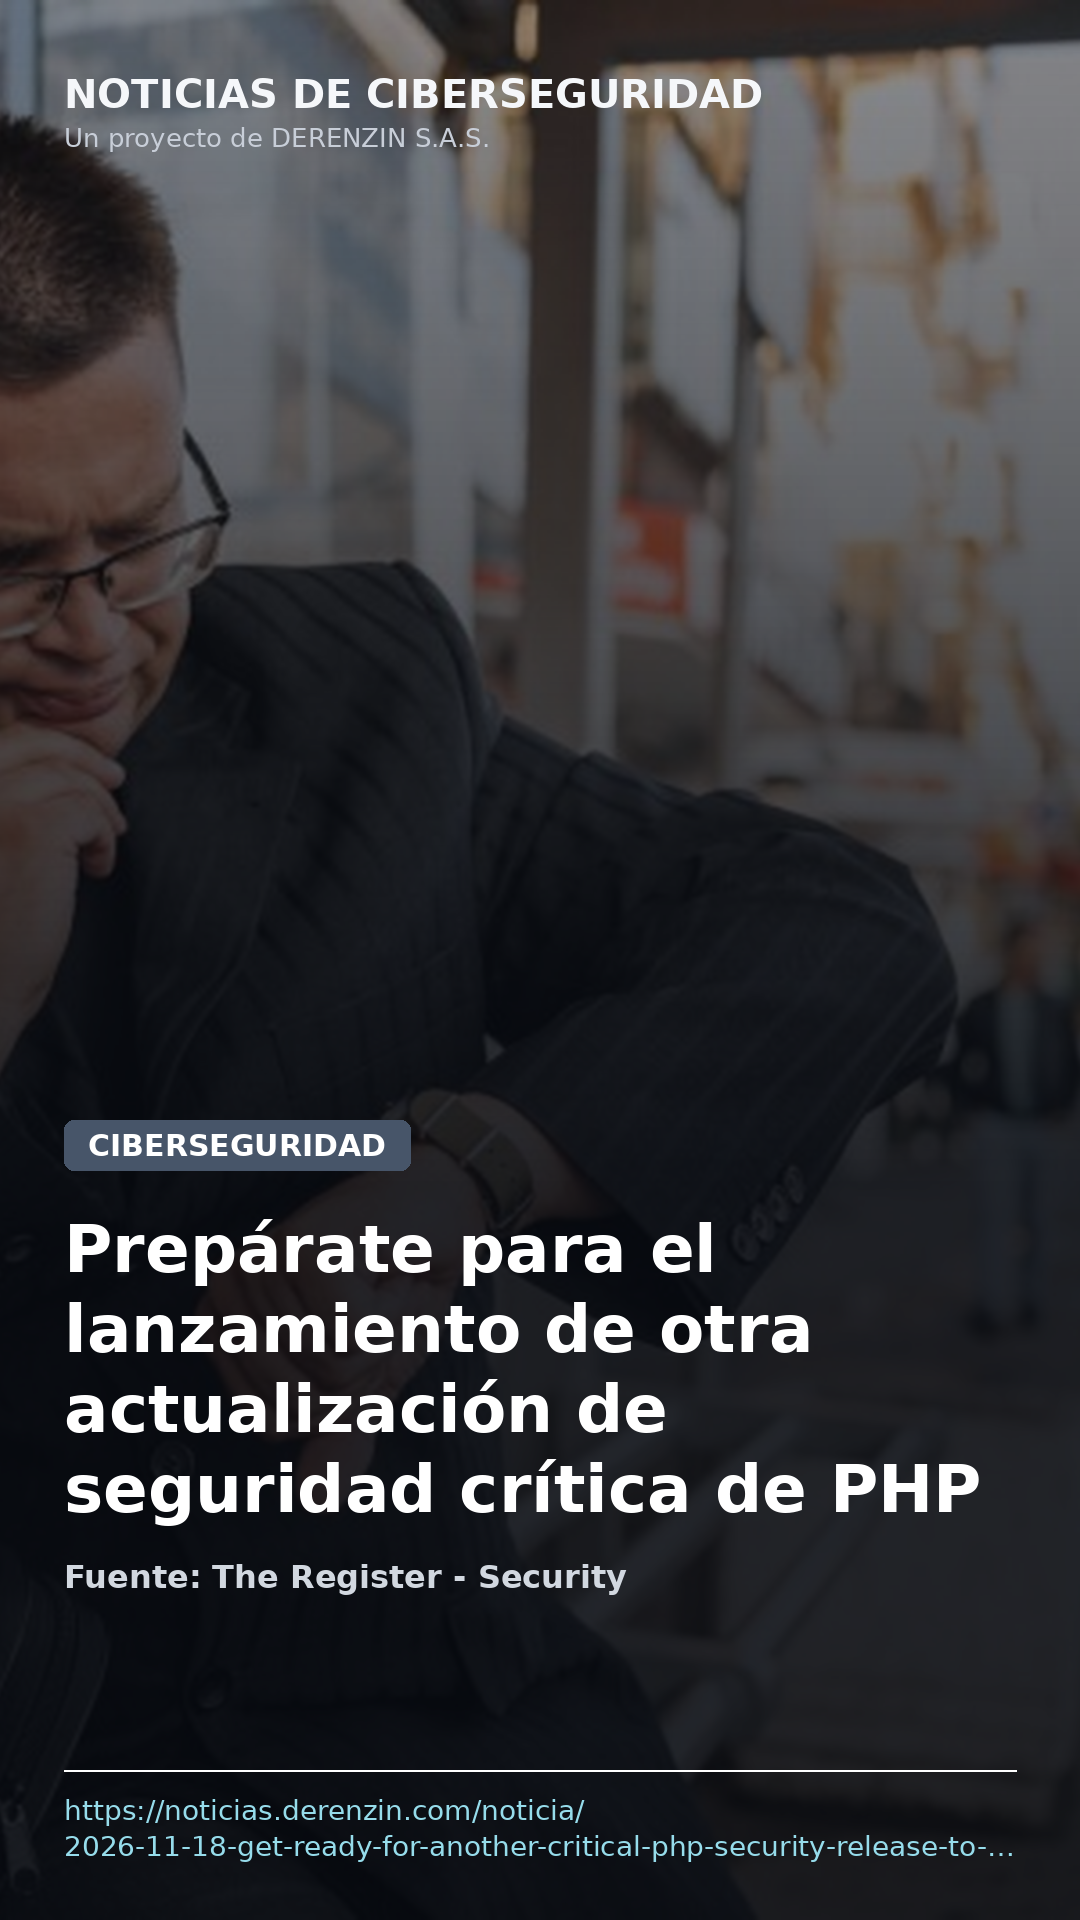 NOTICIAS DE CIBERSEGURIDAD
Un proyecto de DERENZIN S.A.S.
CIBERSEGURIDAD
Prepárate para el
lanzamiento de otra
actualización de
seguridad crítica de PHP
Fuente: The Register - Security
https://noticias.derenzin.com/noticia/
2026-11-18-get-ready-for-another-critical-php-security-release-to-...